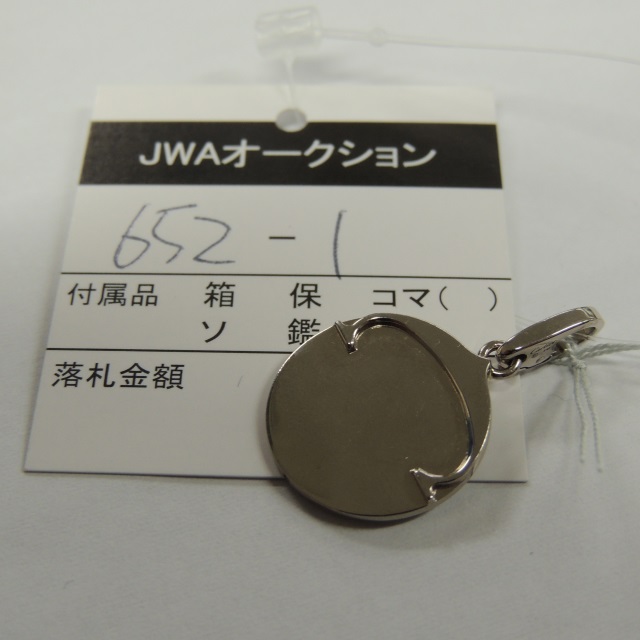 JWAオークション
652-1
付属品 箱 保 コマ( )
ソ 鑑
落札金額